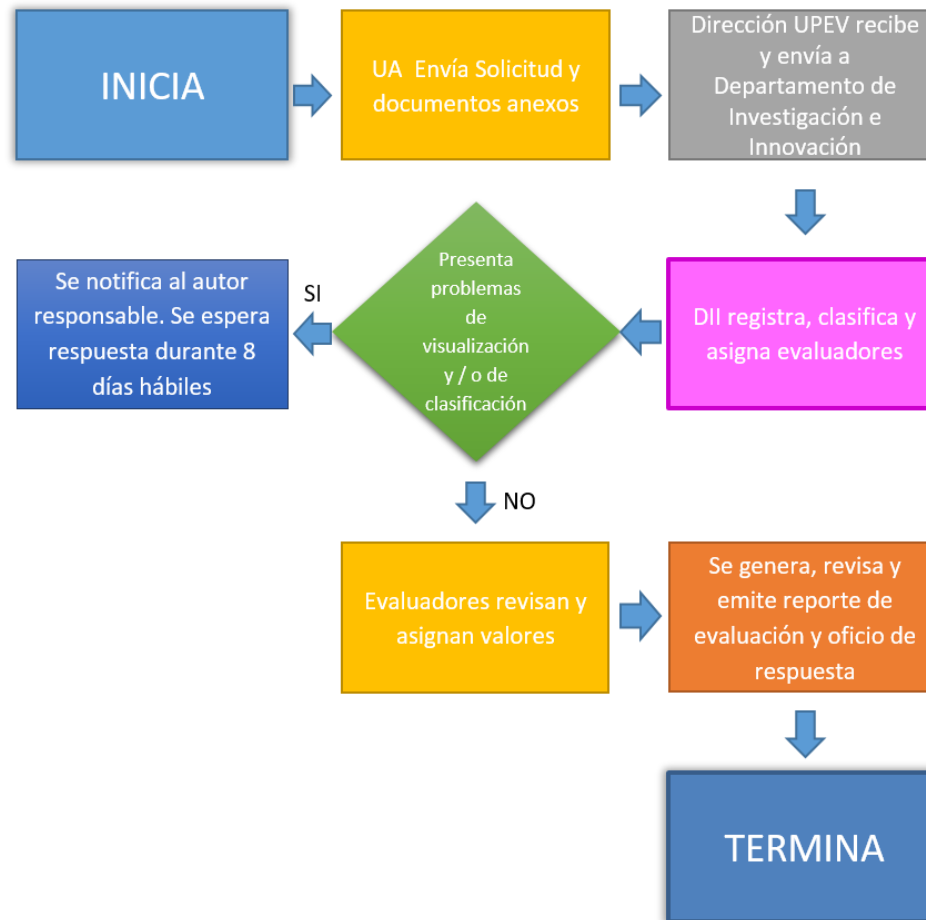 INICIA
UA Envía Solicitud y
documentos anexos
Dirección UPEV recibe
y envía a
Departamento de
Investigación e
Innovación
DII registra, clasifica y
asigna evaluadores
Presenta
problemas
de
visualización
y / o de
clasificación
SI
Se notifica al autor
responsable. Se espera
respuesta durante 8
días hábiles
NO
Evaluadores revisan y
asignan valores
Se genera, revisa y
emite reporte de
evaluación y oficio de
respuesta
TERMINA